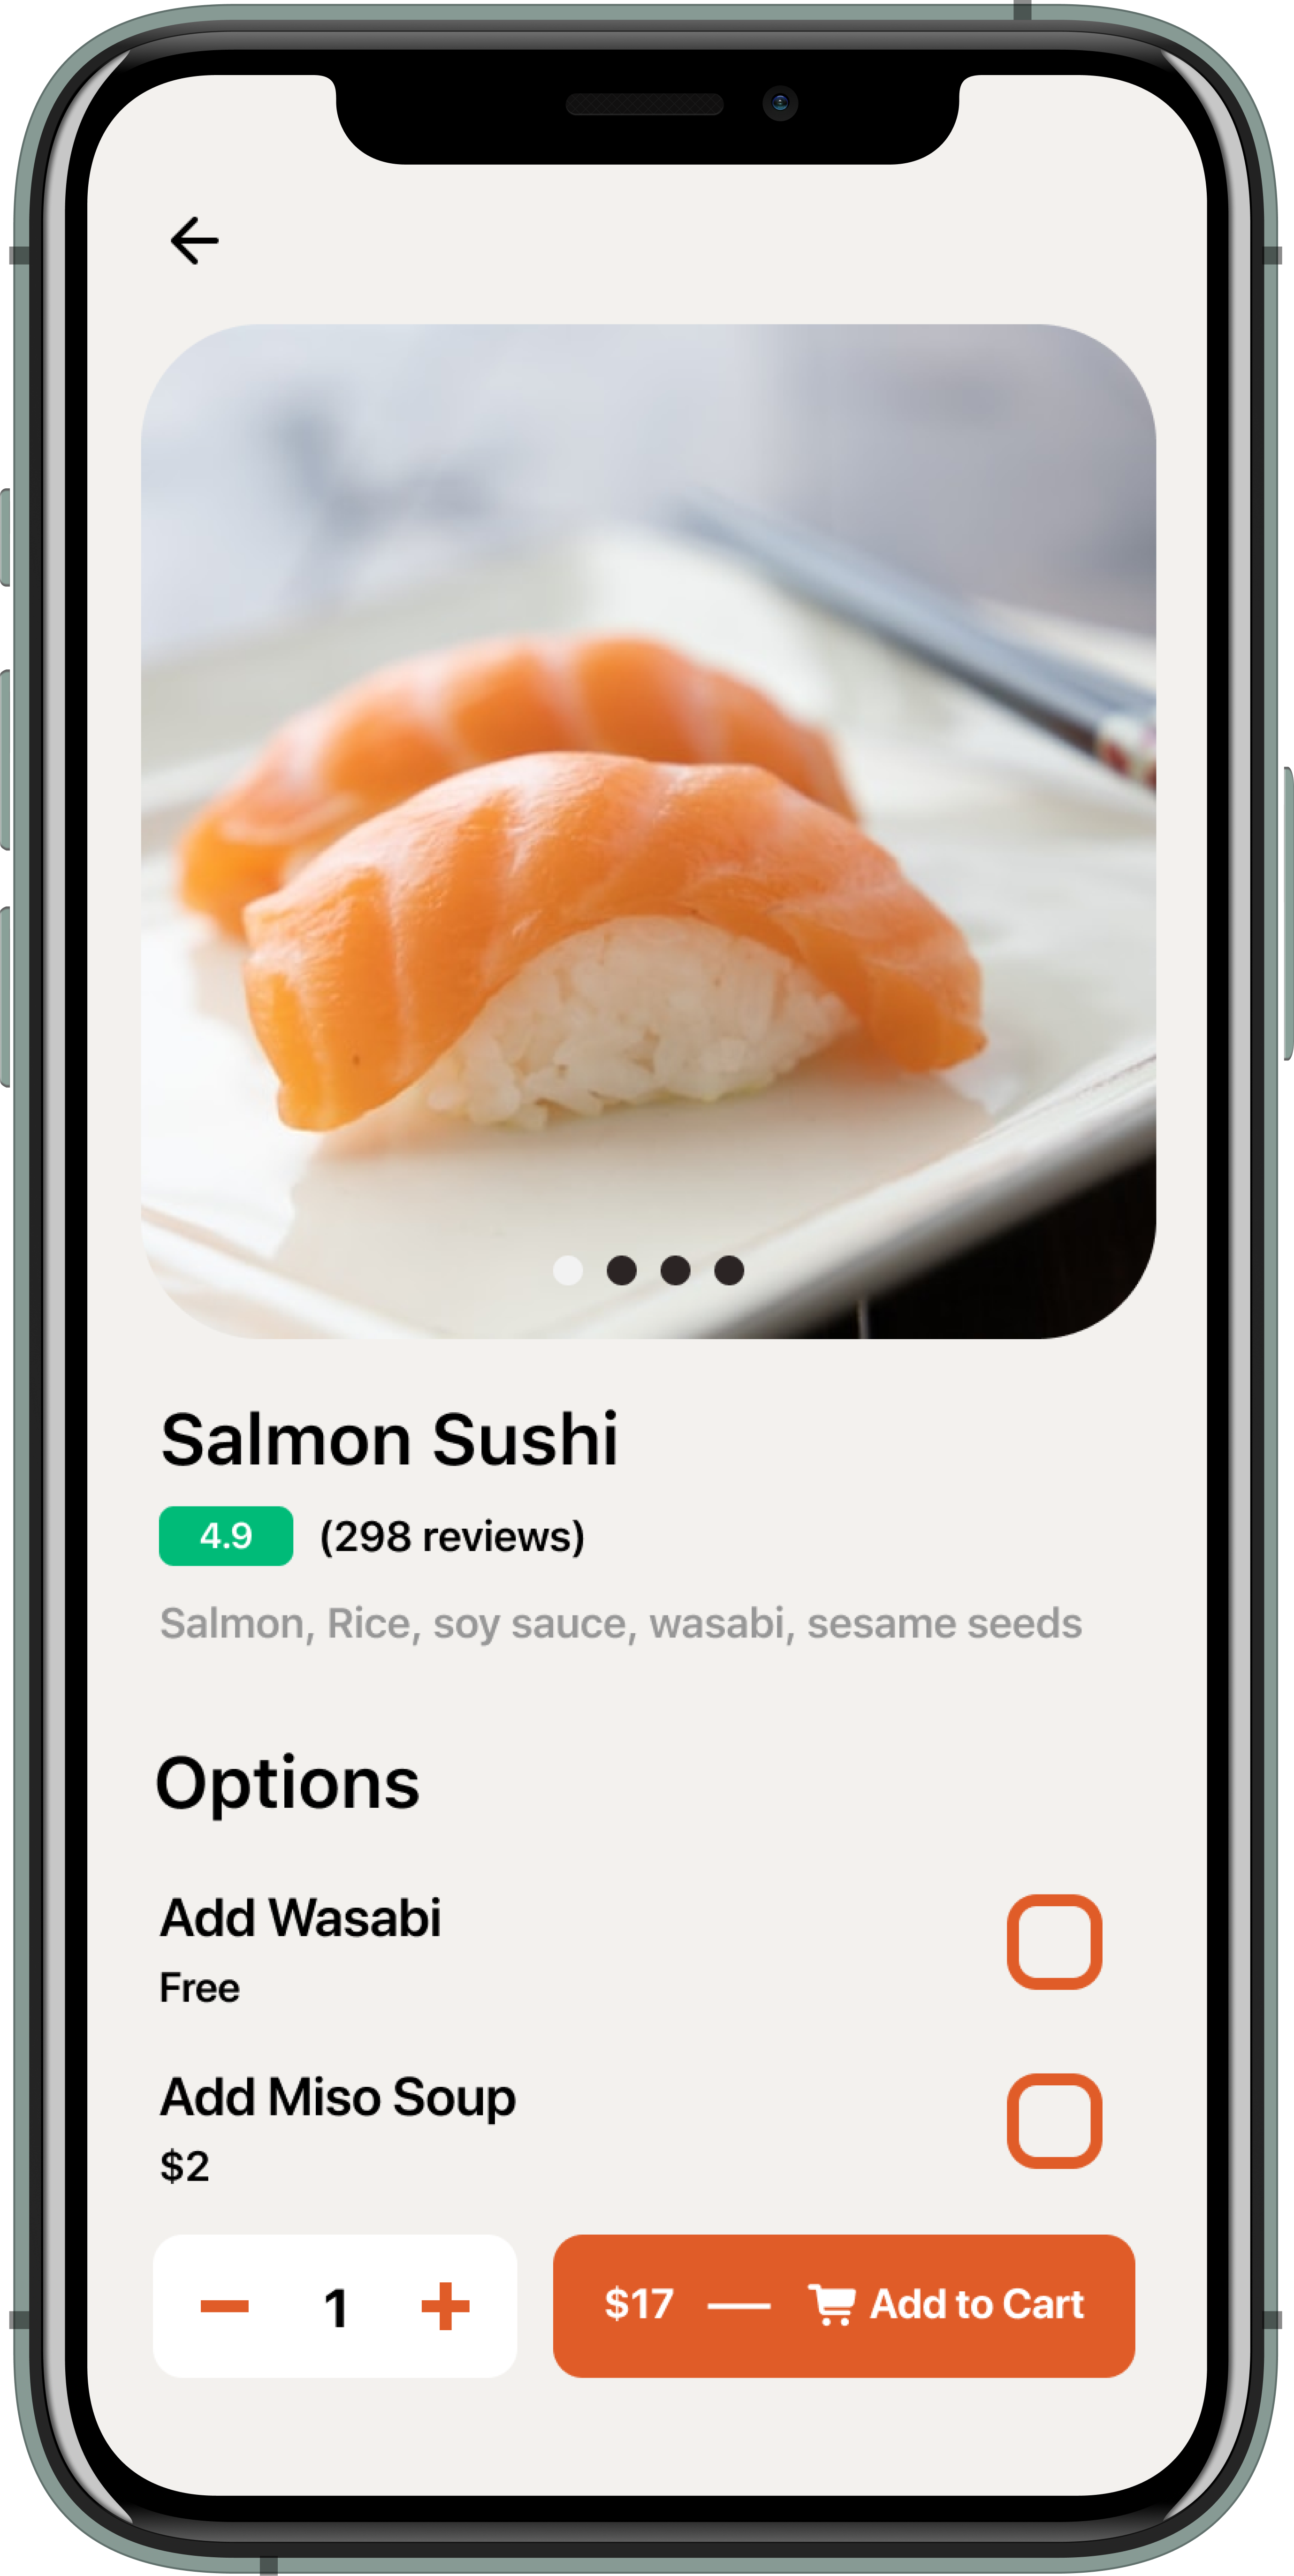 Salmon Sushi
4.9 (298 reviews)
Salmon, Rice, soy sauce, wasabi, sesame seeds
Options
Add Wasabi
Free
Add Miso Soup
$2
1 $17 — Add to Cart